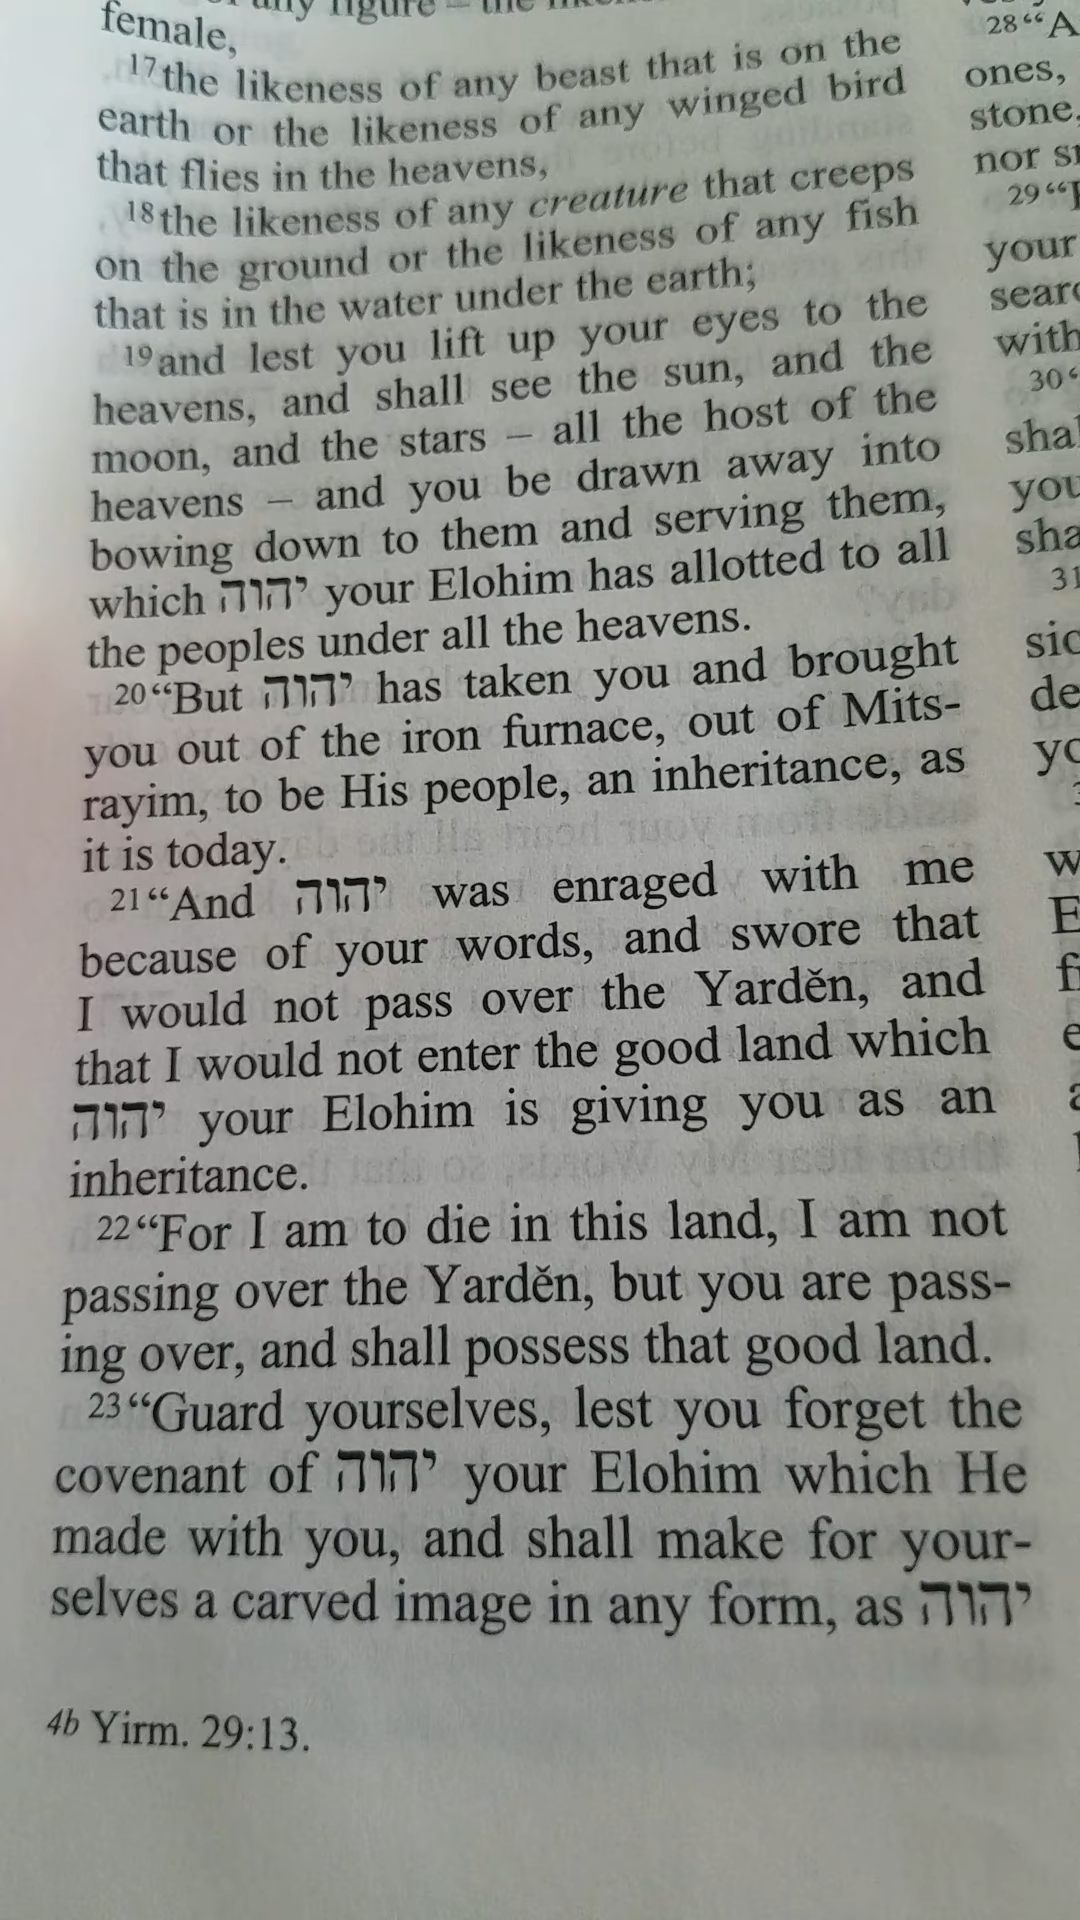 any figure – the
female,
17 the likeness of any beast that is on the
earth or the likeness of any winged bird
that flies in the heavens,
18 the likeness of any creature that creeps
on the ground or the likeness of any fish
that is in the water under the earth;
19 and lest you lift up your eyes to the
heavens, and shall see the sun, and the
moon, and the stars – all the host of the
heavens – and you be drawn away into
bowing down to them and serving them,
which יהוה your Elohim has allotted to all
the peoples under all the heavens.
20 “But יהוה has taken you and brought
you out of the iron furnace, out of Mits-
rayim, to be His people, an inheritance, as
it is today.
21 “And יהוה was enraged with me
because of your words, and swore that
I would not pass over the Yarděn, and
that I would not enter the good land which
יהוה your Elohim is giving you as an
inheritance.
22 “For I am to die in this land, I am not
passing over the Yarděn, but you are pass-
ing over, and shall possess that good land.
23 “Guard yourselves, lest you forget the
covenant of יהוה your Elohim which He
made with you, and shall make for your-
selves a carved image in any form, as יהוה
4b Yirm. 29:13.
28 “A
ones,
stone,
nor
29 “
your
with
30 “
31